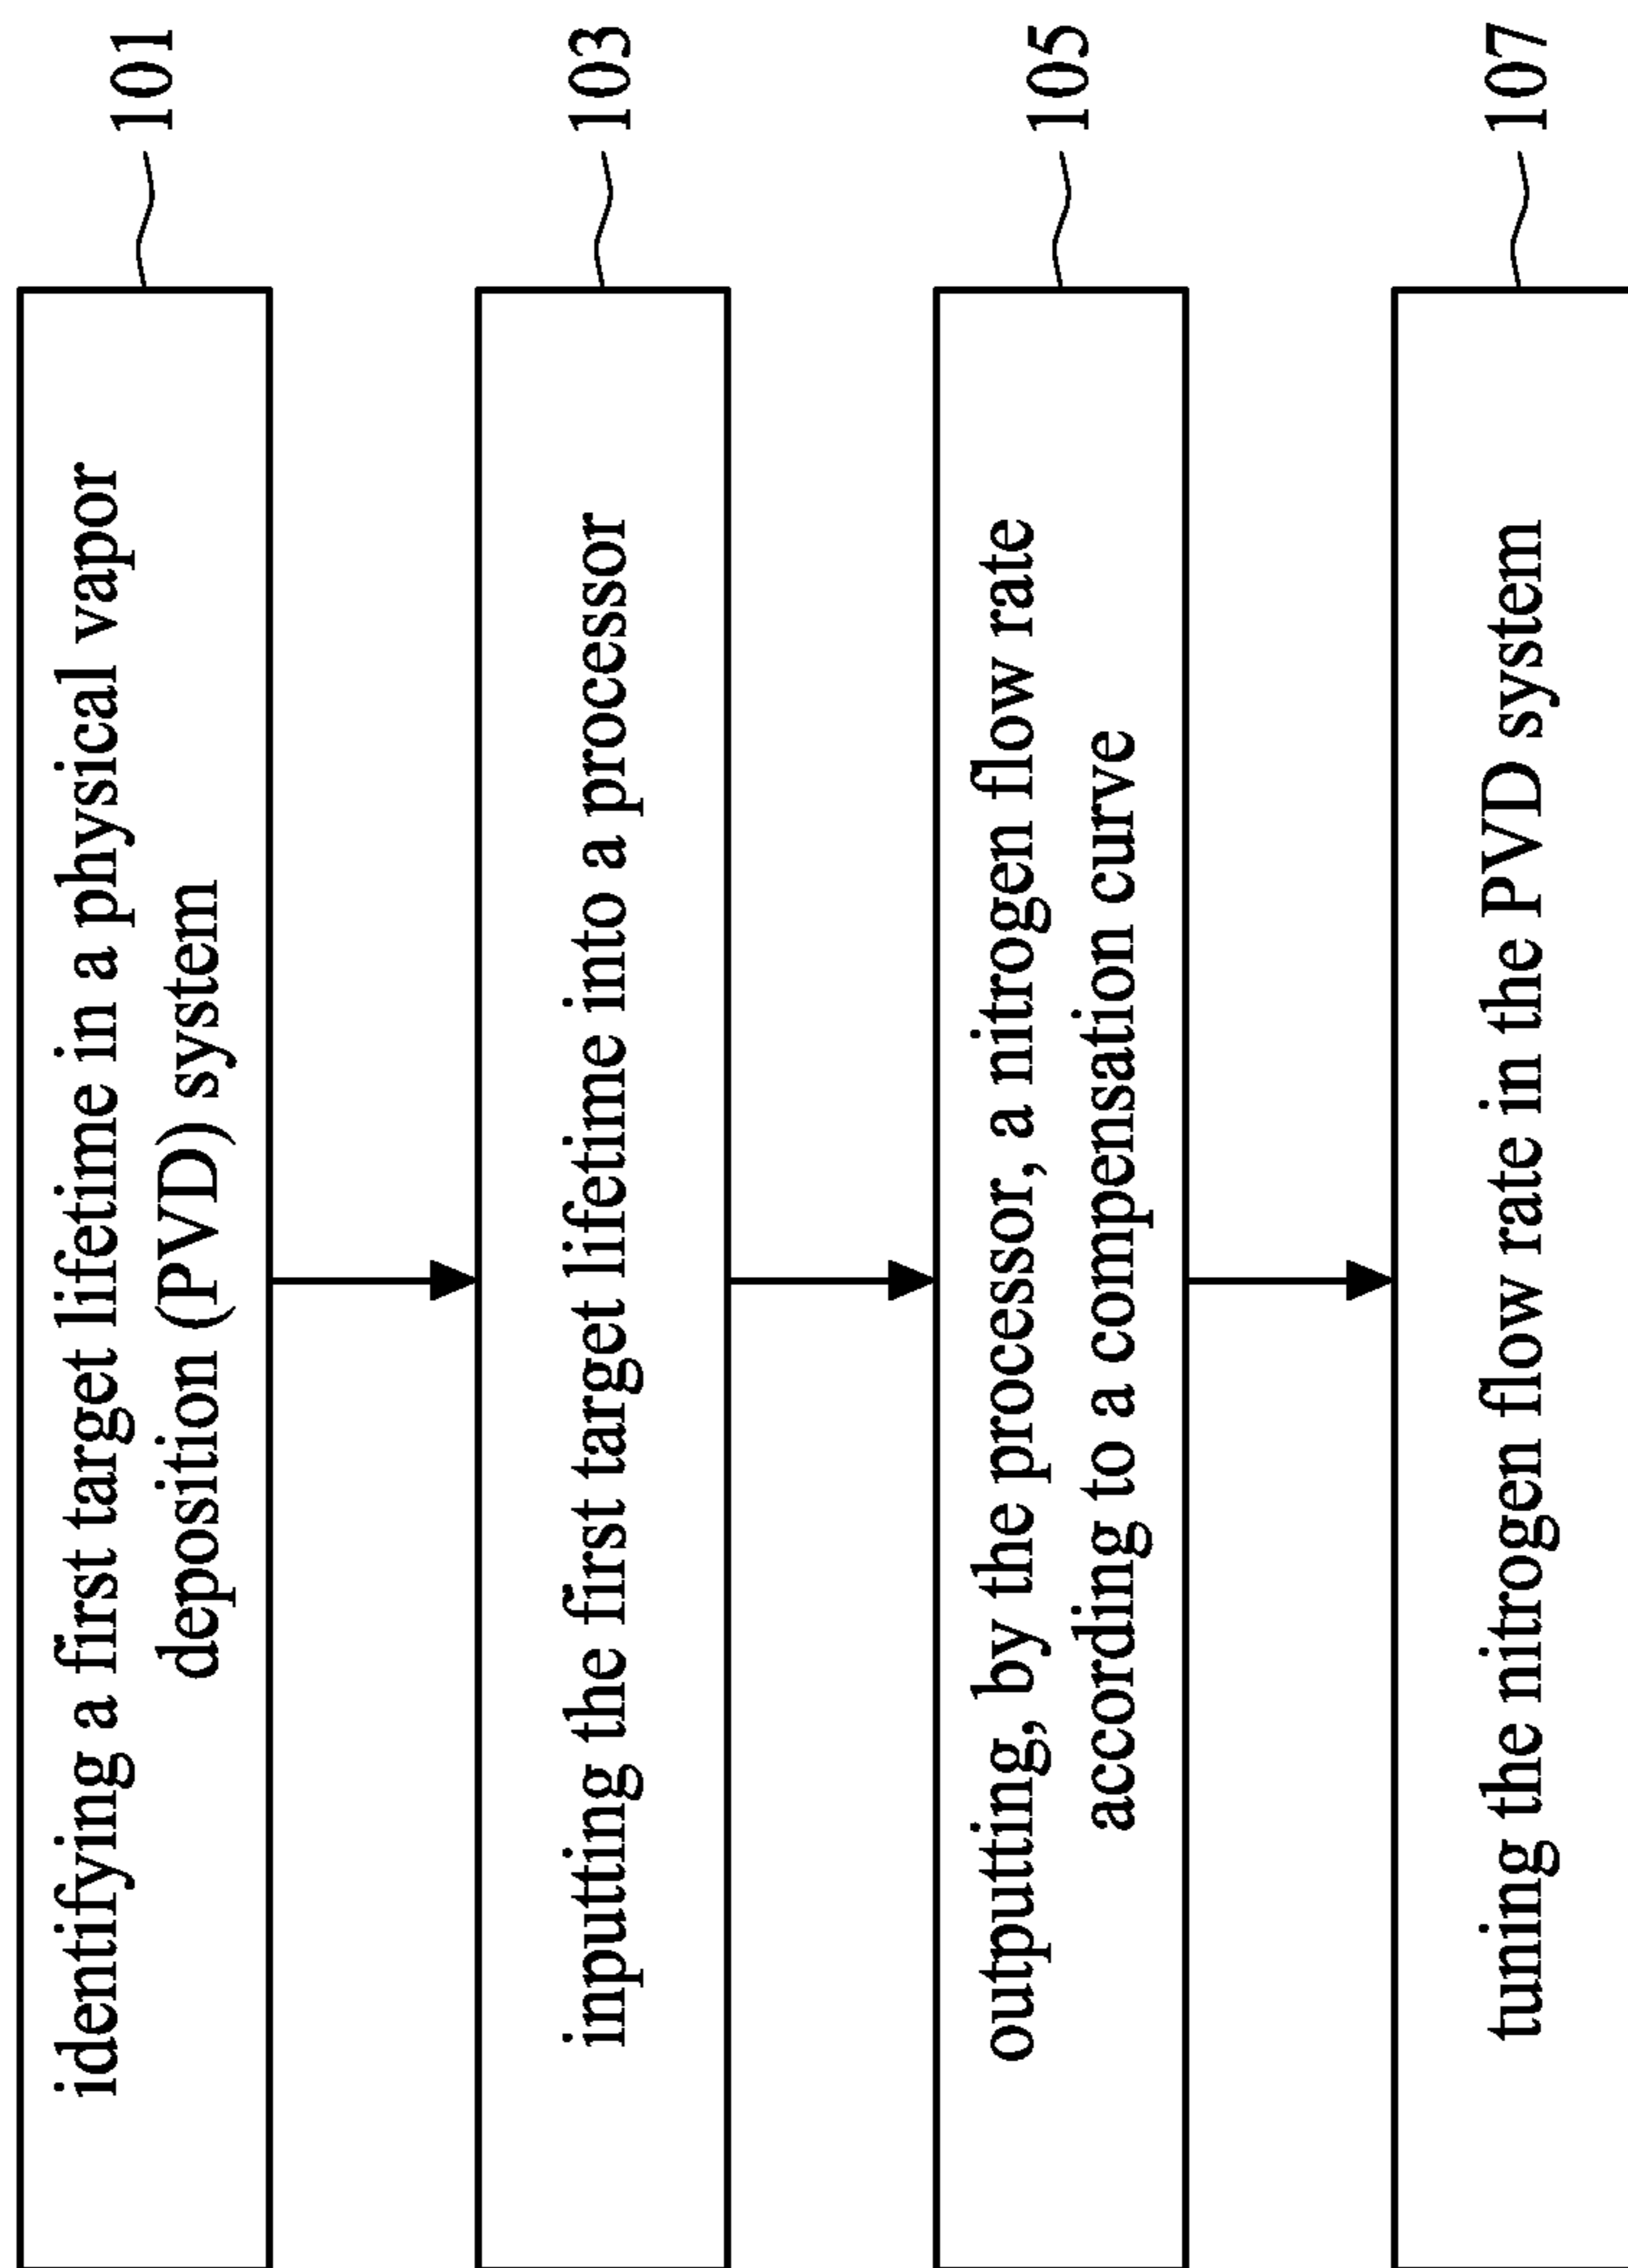 identifying a first target lifetime in a physical vapor
deposition (PVD) system
101
inputting the first target lifetime into a processor
103
outputting, by the processor, a nitrogen flow rate
according to a compensation curve
105
tuning the nitrogen flow rate in the PVD system
107